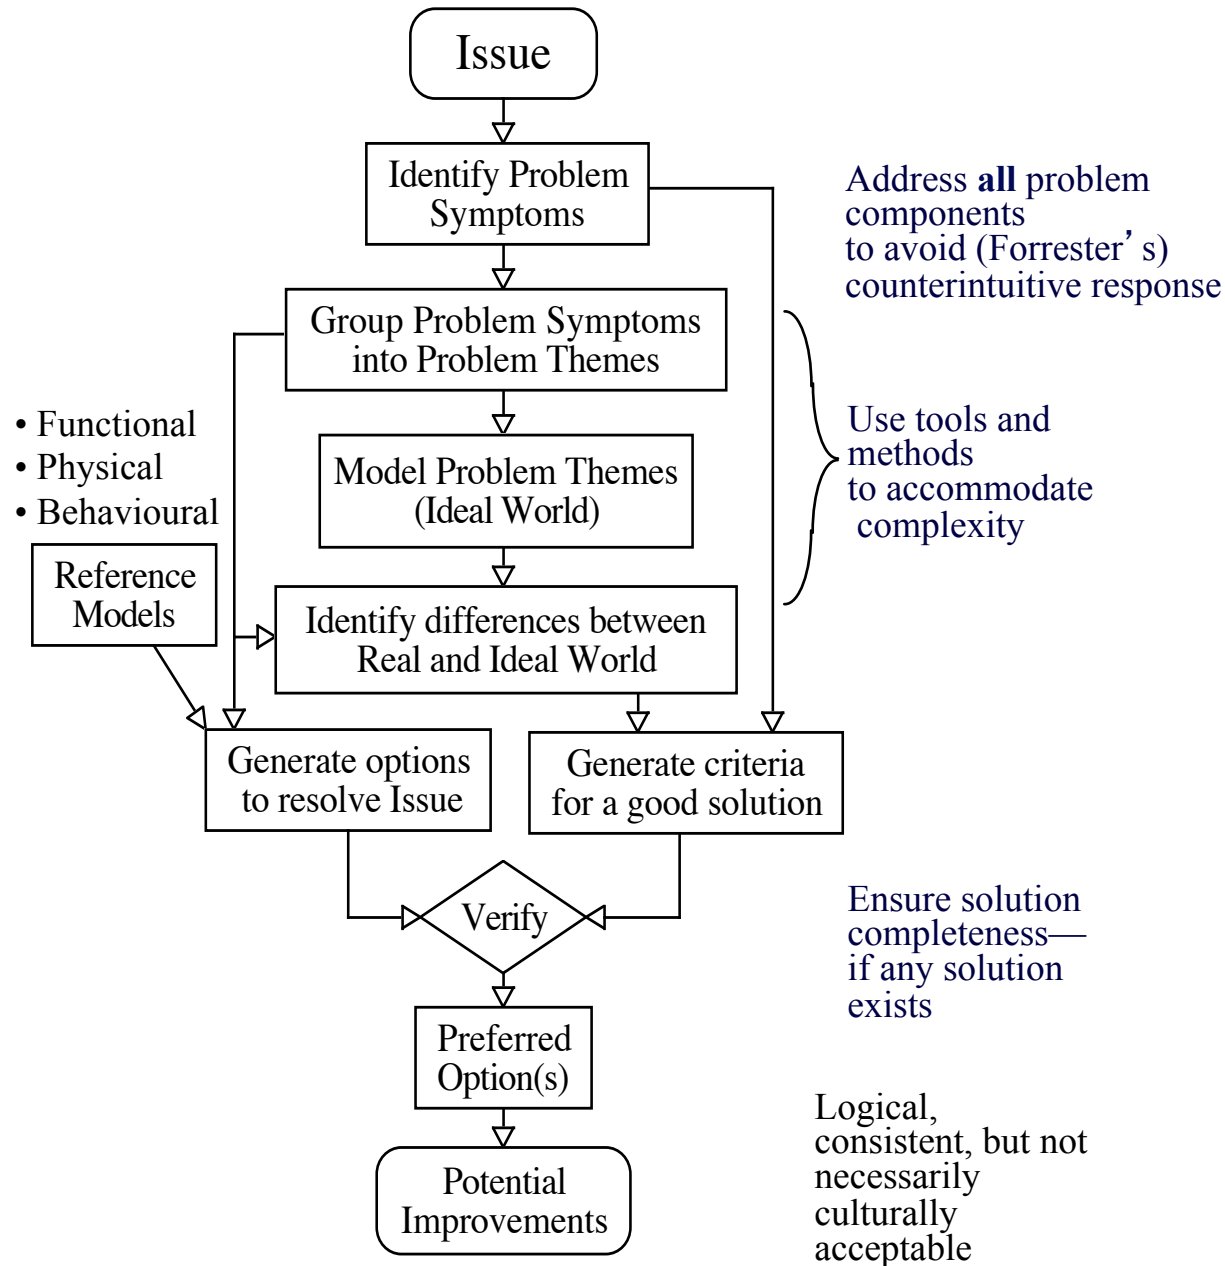 Issue
Identify Problem
Symptoms
Address all problem
components
to avoid (Forrester’s)
counterintuitive response
Group Problem Symptoms
into Problem Themes
• Functional
• Physical
• Behavioural
Use tools and
methods
to accommodate
complexity
Model Problem Themes
(Ideal World)
Reference
Models
Identify differences between
Real and Ideal World
Generate options
to resolve Issue
Generate criteria
for a good solution
Verify
Ensure solution
completeness—
if any solution
exists
Preferred
Option(s)
Logical,
consistent, but not
necessarily
culturally
acceptable
Potential
Improvements